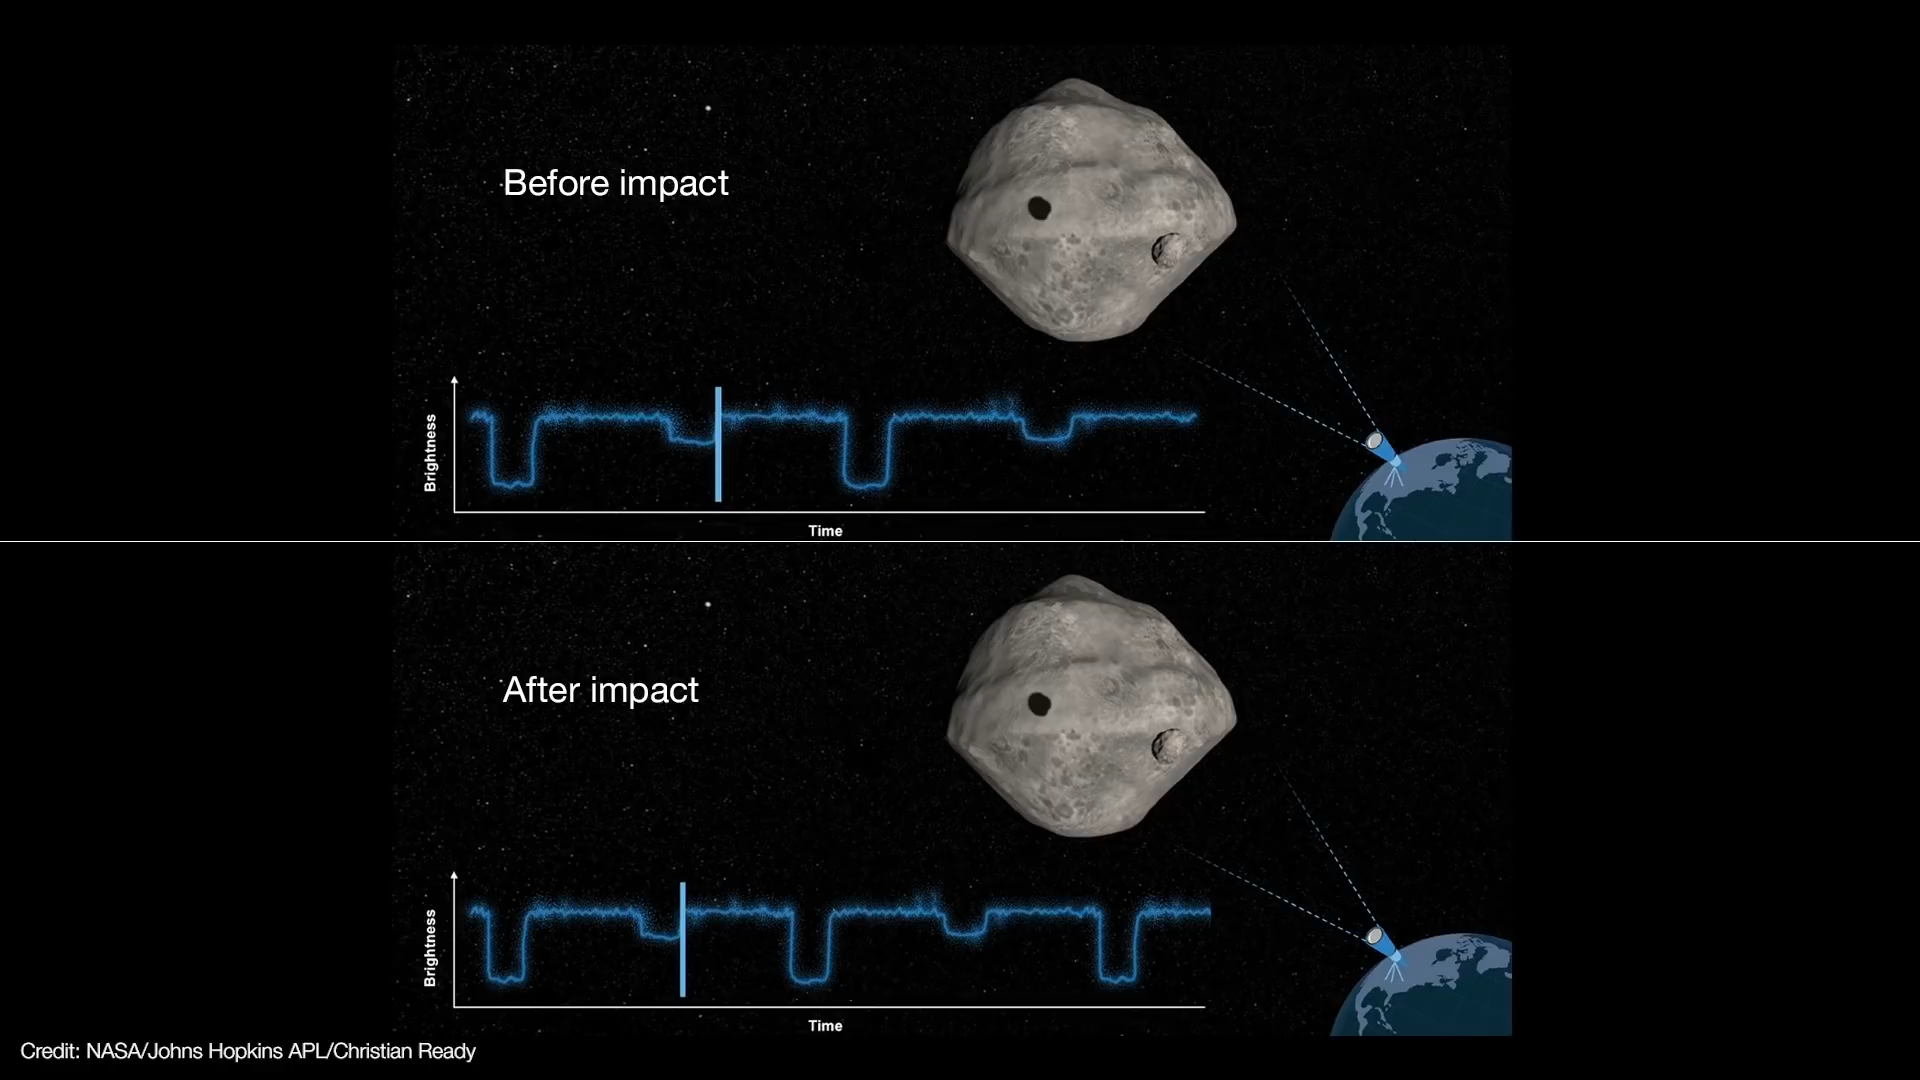 Before impact
Brightness
Time
After impact
Brightness
Time
Credit: NASA/Johns Hopkins APL/Christian Ready